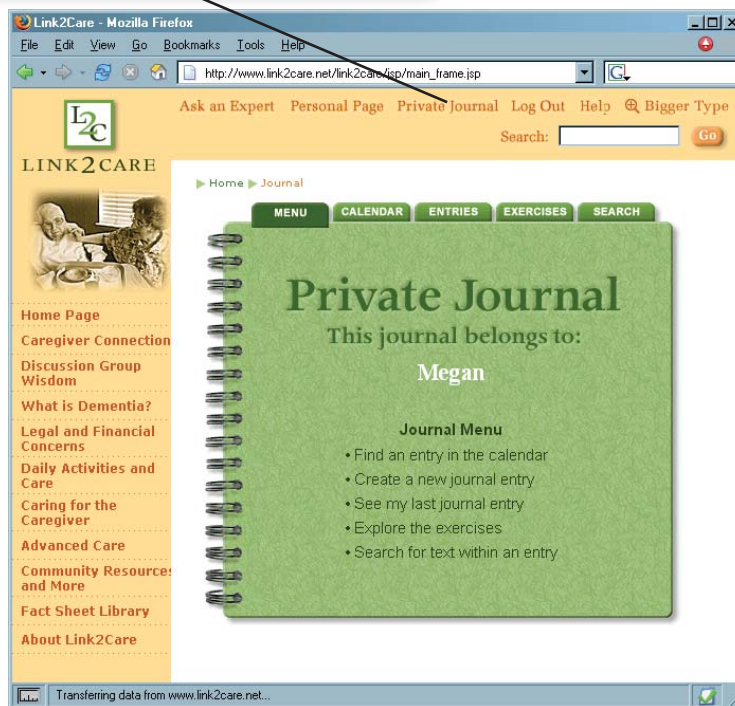 Link2Care - Mozilla Firefox
File Edit View Go Bookmarks Tools Help
http://www.link2care.net/link2care/jsp/main_frame.jsp
G
Ask an Expert Personal Page Private Journal Log Out Help Bigger Type
Search: Go
L2C
LINK2CARE
Home Journal
MENU CALENDAR ENTRIES EXERCISES SEARCH
Private Journal
This journal belongs to:
Megan
Journal Menu
• Find an entry in the calendar
• Create a new journal entry
• See my last journal entry
• Explore the exercises
• Search for text within an entry
Home Page
Caregiver Connection
Discussion Group
Wisdom
What is Dementia?
Legal and Financial
Concerns
Daily Activities and
Care
Caring for the
Caregiver
Advanced Care
Community Resources
and More
Fact Sheet Library
About Link2Care
Transferring data from www.link2care.net...